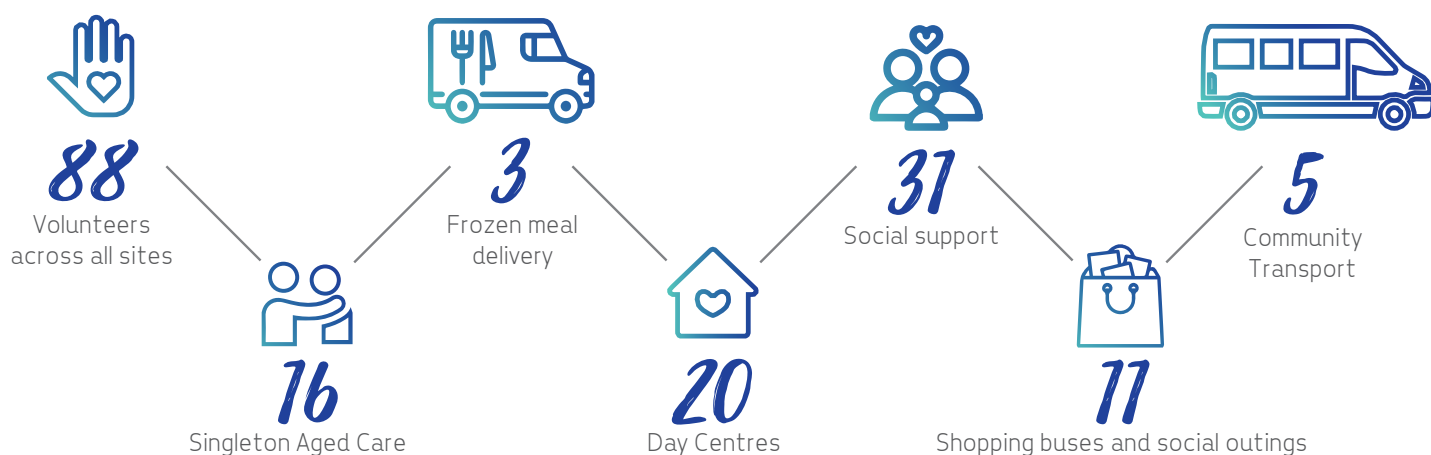 88
Volunteers
across all sites
16
Singleton Aged Care
3
Frozen meal
delivery
20
Day Centres
31
Social support
11
Shopping buses and social outings
5
Community
Transport